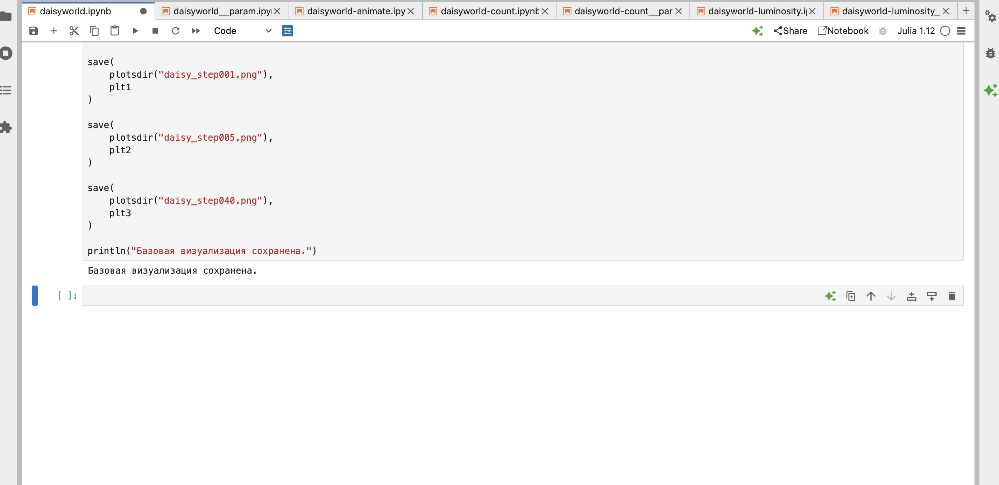 daisyworld.ipynb
daisyworld__param.ipy
daisyworld-animate.ipy
daisyworld-count.ipynb
daisyworld-count__par
daisyworld-luminosity.i
daisyworld-luminosity_
Code
Share
Notebook
Julia 1.12
save(
    plotsdir("daisy_step001.png"),
    plt1
)
save(
    plotsdir("daisy_step005.png"),
    plt2
)
save(
    plotsdir("daisy_step040.png"),
    plt3
)
println("Базовая визуализация сохранена.")
Базовая визуализация сохранена.
[ ]: